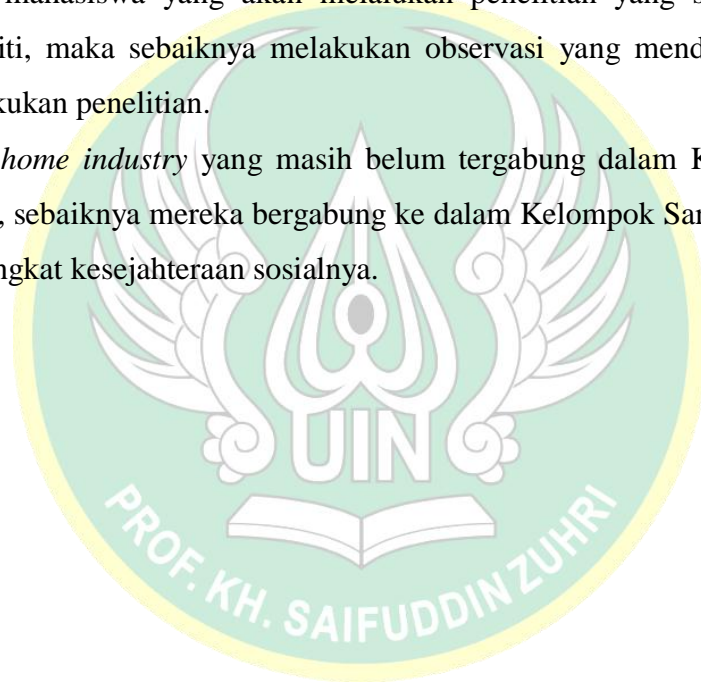 mahasiswa yang akan melakukan penelitian yang
iti, maka sebaiknya melakukan observasi yang mend
kukan penelitian.
home industry yang masih belum tergabung dalam K
, sebaiknya mereka bergabung ke dalam Kelompok Sar
ngkat kesejahteraan sosialnya.
UIN
PROF. KH. SAIFUDDIN ZUHRI